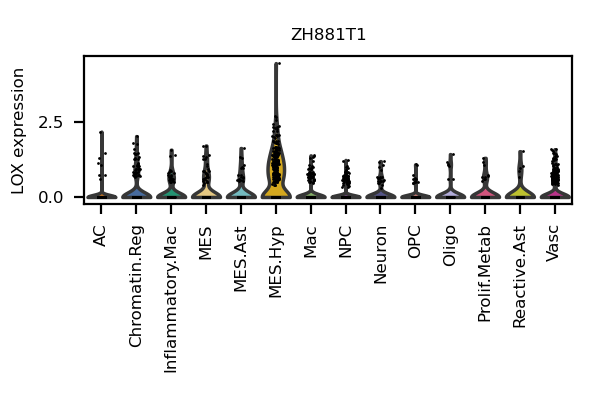 ZH881T1
LOX expression
2.5
0.0
AC
Chromatin.Reg
Inflammatory.Mac
MES
MES.Ast
MES.Hyp
Mac
NPC
Neuron
OPC
Oligo
Prolif.Metab
Reactive.Ast
Vasc